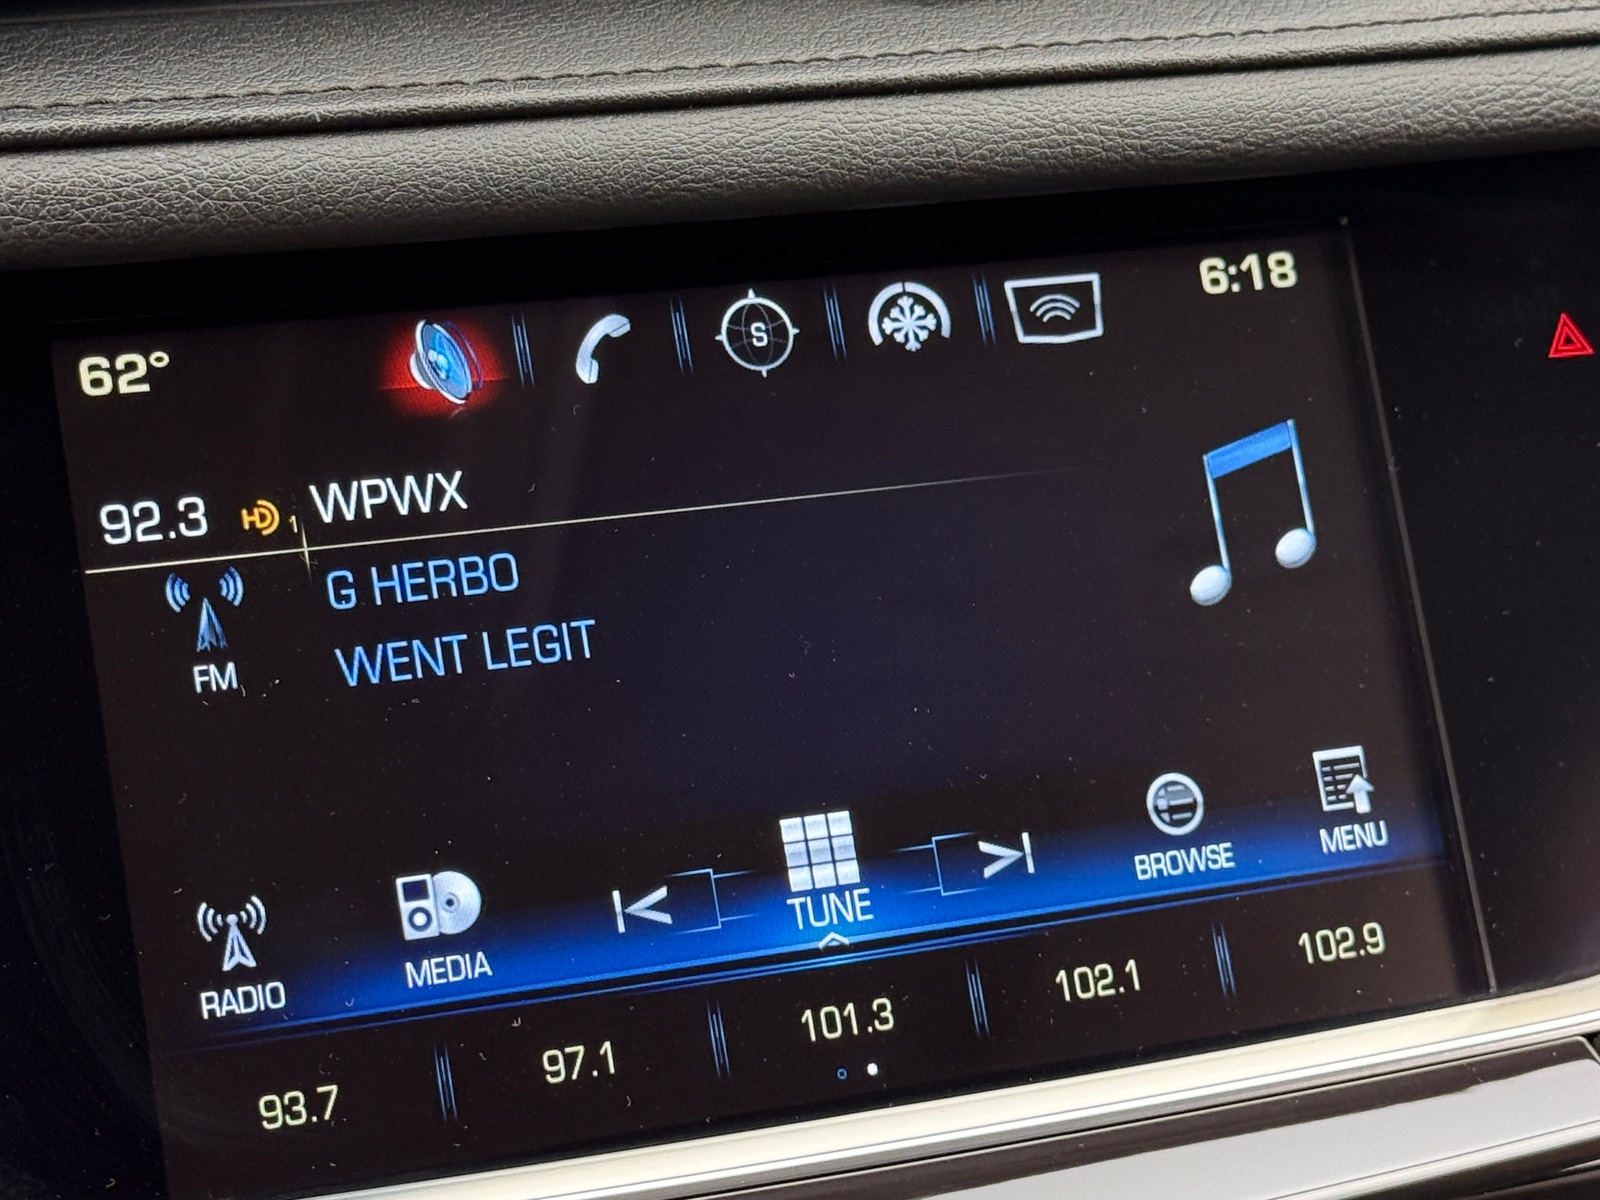 62°
S
6:18
92.3 HD 1 WPWX
FM
G HERBO
WENT LEGIT
RADIO
MEDIA
TUNE
BROWSE
MENU
93.7
97.1
101.3
102.1
102.9